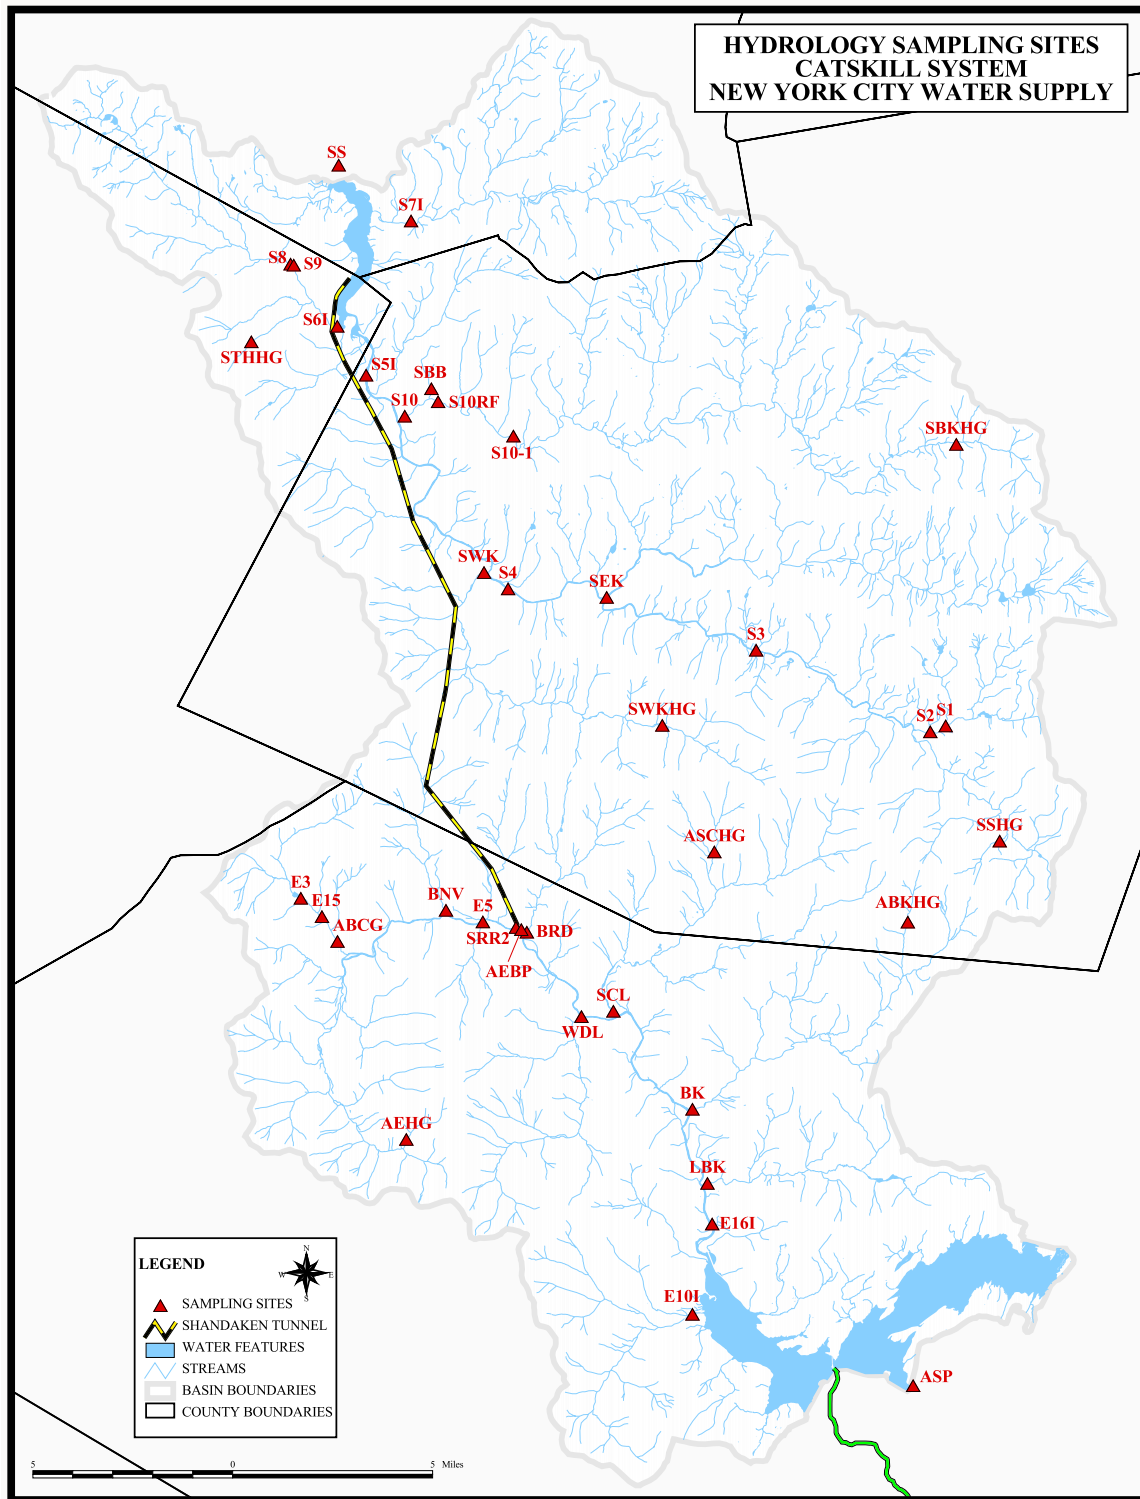 HYDROLOGY SAMPLING SITES
CATSKILL SYSTEM
NEW YORK CITY WATER SUPPLY
SS
S7I
S8
S9
S6I
STHHG
S5I
SBB
S10
S10RF
S10-1
SBKHG
SWK
S4
SEK
S3
SWKHG
S2
S1
ASCHG
SSHG
E3
E15
ABCG
BNV
E5
SRR2
BRD
AEBP
ABKHG
SCL
WDL
BK
AEHG
LBK
E16I
E10I
ASP
LEGEND
N
W
E
S
SAMPLING SITES
SHANDAKEN TUNNEL
WATER FEATURES
STREAMS
BASIN BOUNDARIES
COUNTY BOUNDARIES
5 0 5 Miles